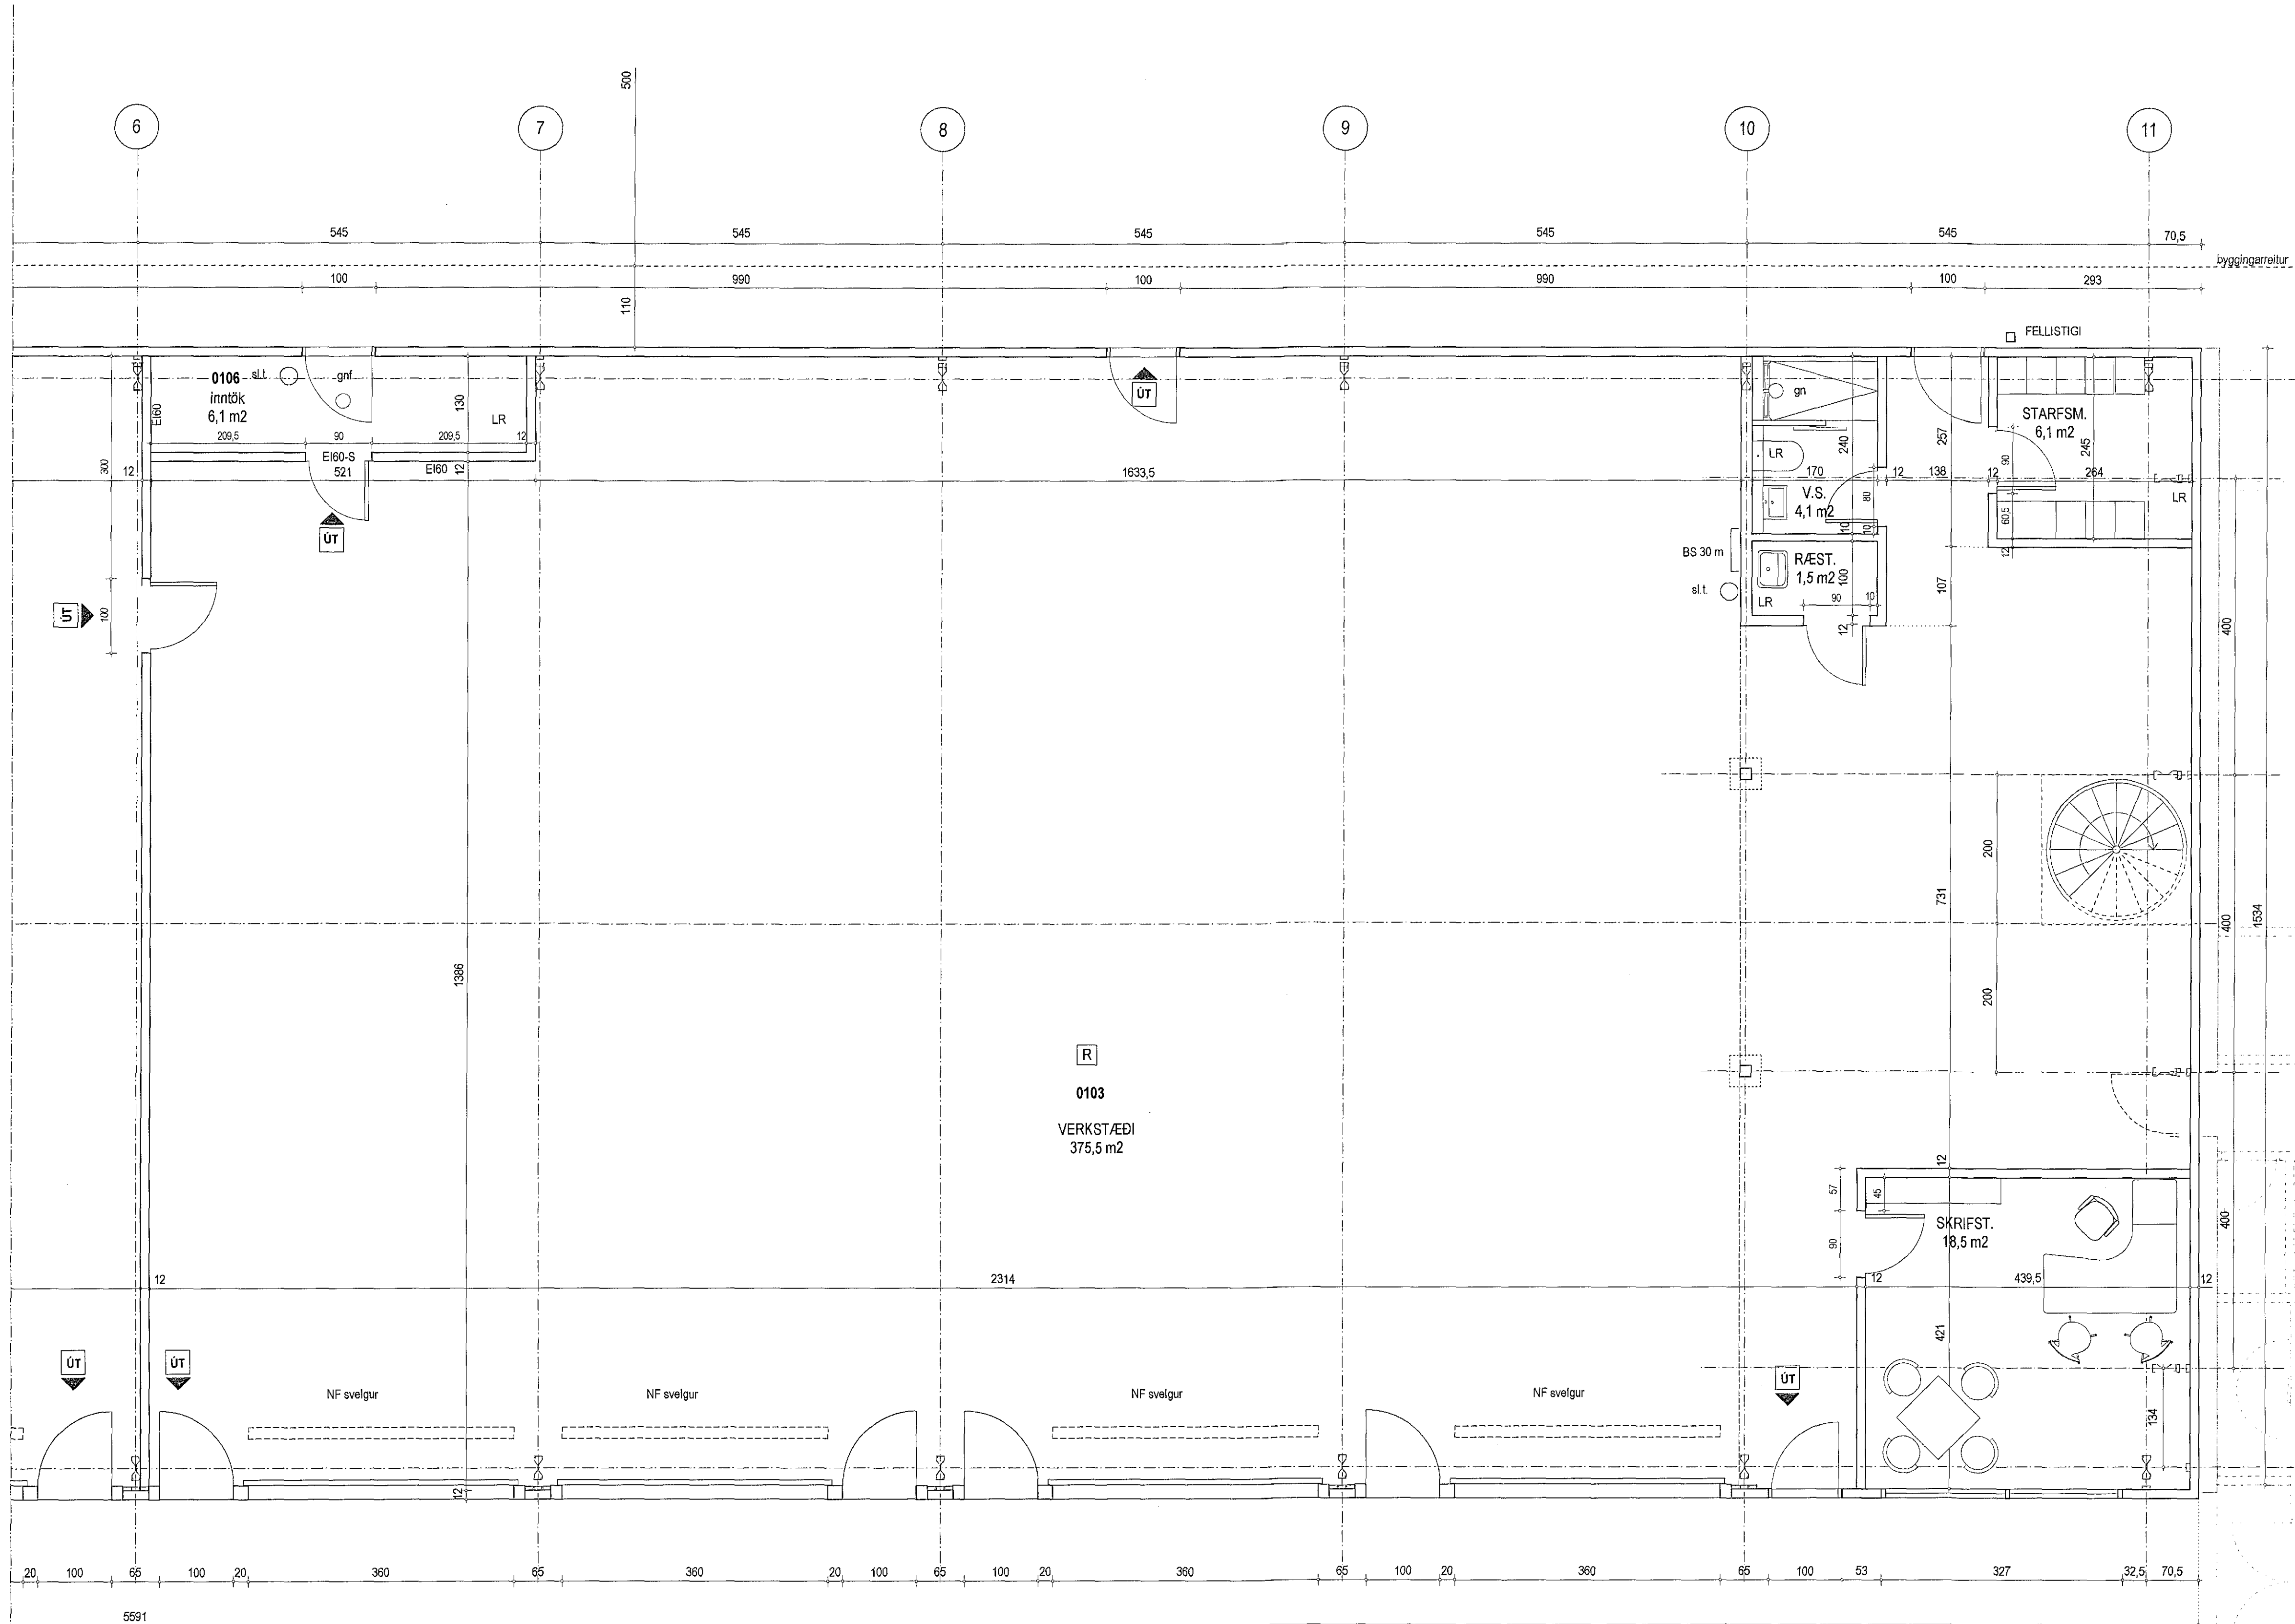 500
6
7
8
9
10
11
545
545
545
545
545
70,5
byggingarreitur
100
990
100
990
100
293
110
FELLISTIGI
0106
inntök
6,1 m2
sl.t.
gnf
EI60
130
LR
209,5
90
209,5
12
EI60-S
521
EI60
12
300
12
ÚT
ÚT
100
ÚT
1633,5
gn
240
LR
170
V.S.
4,1 m2
80
10
10
12
138
12
257
STARFSM.
6,1 m2
245
90
264
LR
60,5
12
BS 30 m
sl.t.
RÆST.
1,5 m2
100
LR
90
10
12
107
400
200
731
400
1534
200
1386
R
0103
VERKSTÆÐI
375,5 m2
12
57
45
90
SKRIFST.
18,5 m2
400
12
2314
12
439,5
12
421
134
ÚT
ÚT
ÚT
NF svelgur
NF svelgur
NF svelgur
NF svelgur
12
20
100
65
100
20
360
65
360
20
100
65
100
20
360
65
100
20
360
65
100
53
327
32,5
70,5
5591